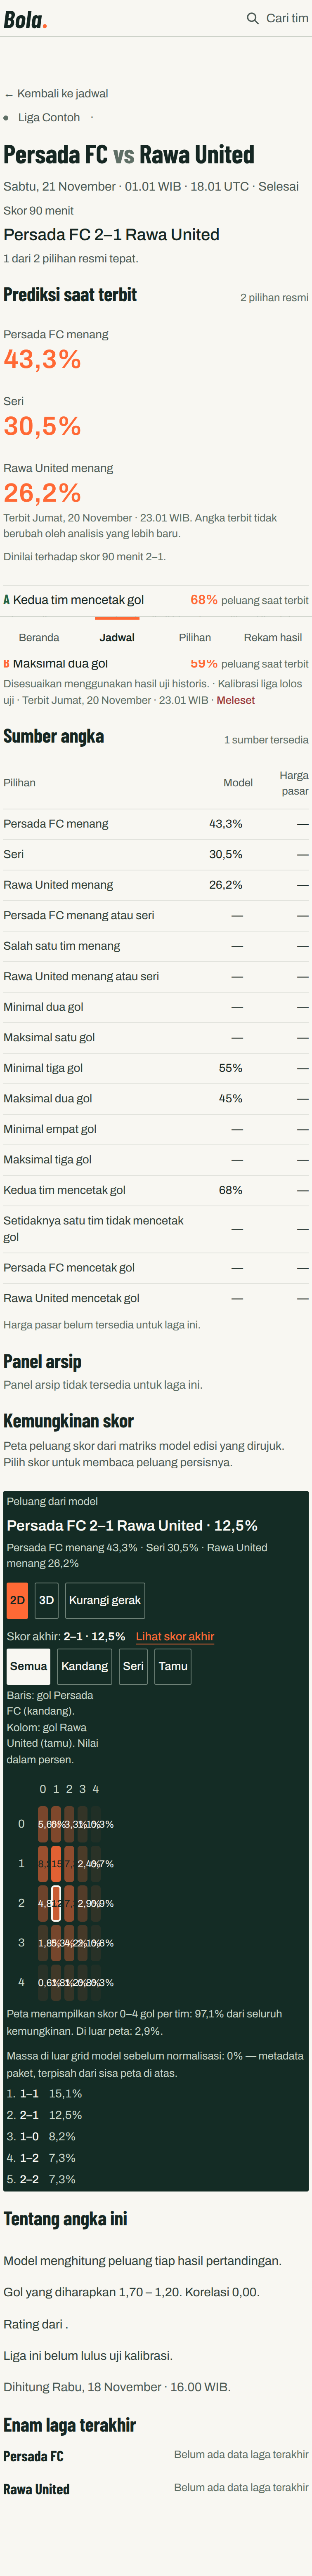 Bola.
Cari tim
← Kembali ke jadwal
• Liga Contoh ·
Persada FC vs Rawa United
Sabtu, 21 November · 01.01 WIB · 18.01 UTC · Selesai
Skor 90 menit
Persada FC 2–1 Rawa United
1 dari 2 pilihan resmi tepat.
Prediksi saat terbit
2 pilihan resmi
Persada FC menang
43,3%
Seri
30,5%
Rawa United menang
26,2%
Terbit Jumat, 20 November · 23.01 WIB. Angka terbit tidak
berubah oleh analisis yang lebih baru.
Dinilai terhadap skor 90 menit 2–1.
A Kedua tim mencetak gol 68% peluang saat terbit
Beranda Jadwal Pilihan Rekam hasil
B Maksimal dua gol 59% peluang saat terbit
Disesuaikan menggunakan hasil uji historis. · Kalibrasi liga lolos
uji · Terbit Jumat, 20 November · 23.01 WIB · Meleset
Sumber angka
1 sumber tersedia
Pilihan Model Harga
pasar
Persada FC menang 43,3% —
Seri 30,5% —
Rawa United menang 26,2% —
Persada FC menang atau seri — —
Salah satu tim menang — —
Rawa United menang atau seri — —
Minimal dua gol — —
Maksimal satu gol — —
Minimal tiga gol 55% —
Maksimal dua gol 45% —
Minimal empat gol — —
Maksimal tiga gol — —
Kedua tim mencetak gol 68% —
Setidaknya satu tim tidak mencetak
gol — —
Persada FC mencetak gol — —
Rawa United mencetak gol — —
Harga pasar belum tersedia untuk laga ini.
Panel arsip
Panel arsip tidak tersedia untuk laga ini.
Kemungkinan skor
Peta peluang skor dari matriks model edisi yang dirujuk.
Pilih skor untuk membaca peluang persisnya.
Peluang dari model
Persada FC 2–1 Rawa United · 12,5%
Persada FC menang 43,3% · Seri 30,5% · Rawa United
menang 26,2%
2D 3D Kurangi gerak
Skor akhir: 2–1 · 12,5% Lihat skor akhir
Semua Kandang Seri Tamu
Baris: gol Persada
FC (kandang).
Kolom: gol Rawa
United (tamu). Nilai
dalam persen.
0 1 2 3 4
0
1
2
3
4
Peta menampilkan skor 0–4 gol per tim: 97,1% dari seluruh
kemungkinan. Di luar peta: 2,9%.
Massa di luar grid model sebelum normalisasi: 0% — metadata
paket, terpisah dari sisa peta di atas.
1. 1–1 15,1%
2. 2–1 12,5%
3. 1–0 8,2%
4. 1–2 7,3%
5. 2–2 7,3%
Tentang angka ini
Model menghitung peluang tiap hasil pertandingan.
Gol yang diharapkan 1,70 – 1,20. Korelasi 0,00.
Rating dari .
Liga ini belum lulus uji kalibrasi.
Dihitung Rabu, 18 November · 16.00 WIB.
Enam laga terakhir
Persada FC Belum ada data laga terakhir
Rawa United Belum ada data laga terakhir